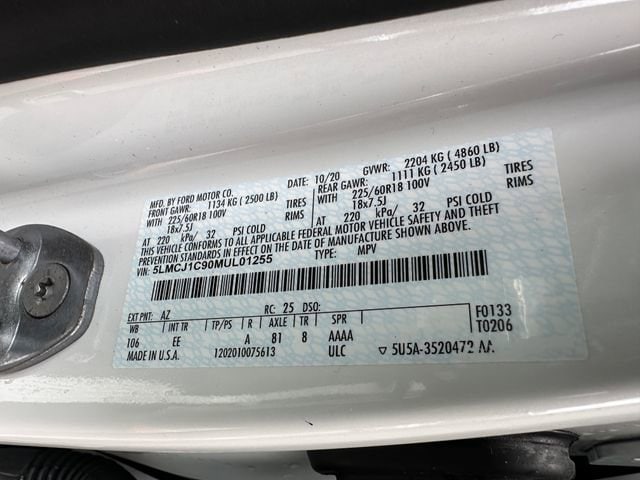 MFD. BY FORD MOTOR CO. DATE: 10/20 GVWR: 2204 KG ( 4860 LB)
FRONT GAWR: 1134 KG ( 2500 LB) REAR GAWR: 1111 KG ( 2450 LB)
WITH 225/60R18 100V TIRES WITH 225/60R18 100V TIRES
18x7.5J RIMS 18x7.5J RIMS
AT 220 kPa/ 32 PSI COLD AT 220 kPa/ 32 PSI COLD
THIS VEHICLE CONFORMS TO ALL APPLICABLE FEDERAL MOTOR VEHICLE SAFETY AND THEFT
PREVENTION STANDARDS IN EFFECT ON THE DATE OF MANUFACTURE SHOWN ABOVE.
5LMCJ1C90MUL01255 TYPE: MPV
EXT PNT: AZ RC: 25 DSO: F0133
WB INT TR TP/PS R AXLE TR SPR T0206
106 EE A 81 8 AAAA
MADE IN U.S.A. 1202010075613 ULC 5U5A-3520472 AA